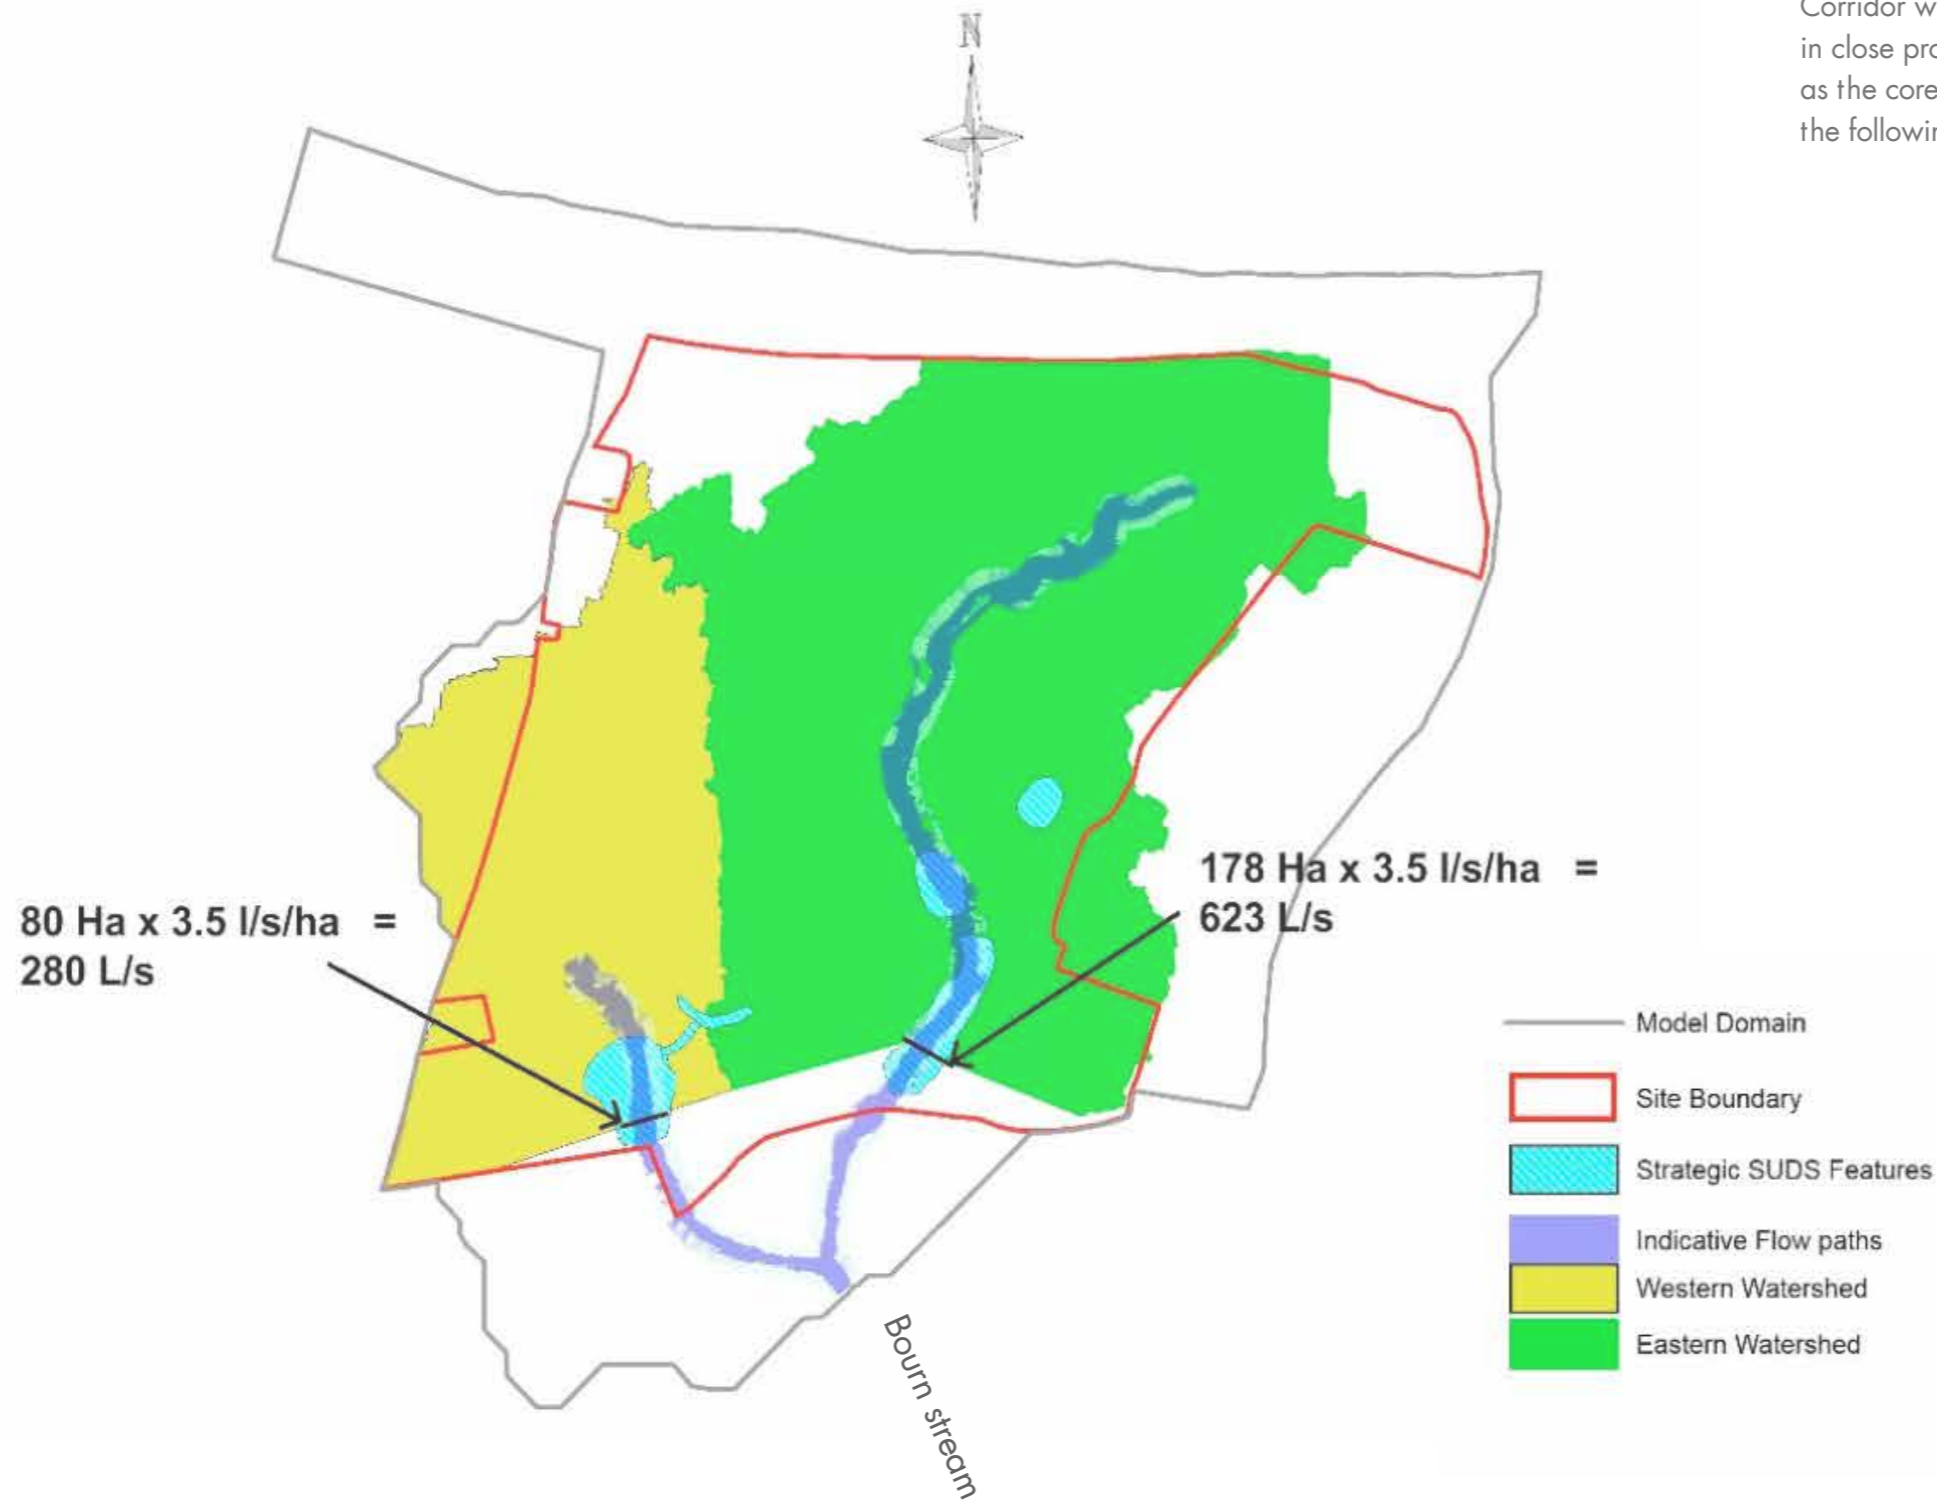 Corridor w
in close pro
as the core
the followin
N
178 Ha x 3.5 l/s/ha =
623 L/s
80 Ha x 3.5 l/s/ha =
280 L/s
Model Domain
Site Boundary
Strategic SUDS Features
Indicative Flow paths
Western Watershed
Eastern Watershed
Bourn stream